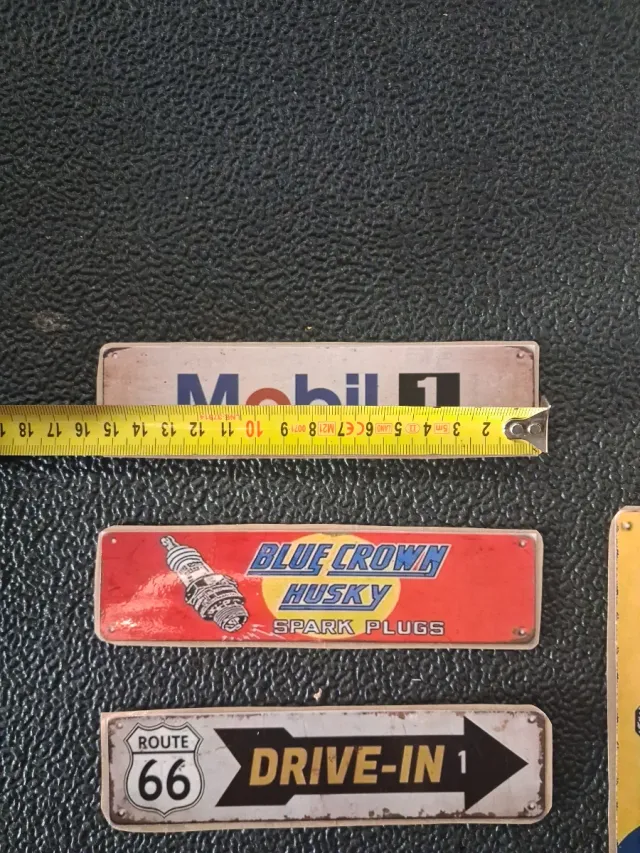 Mobil 1
18 17 16 15 14 13 12 11 10 9 8 7 6 5 4 3 2
BLUE CROWN
HUSKY
SPARK PLUGS
ROUTE
66
DRIVE-IN 1